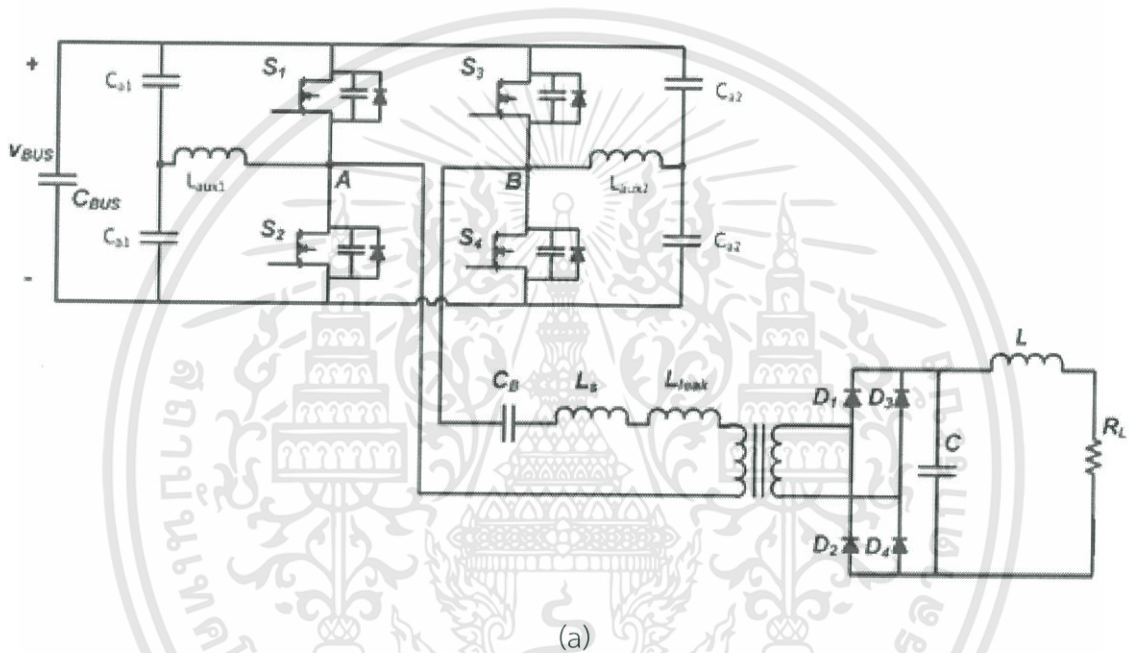 +
C_a1
S_1
S_3
C_a2
V_BUS
C_BUS
L_aux1
A
B
L_aux2
C_a1
S_2
S_4
C_a2
-
C_B
L_s
L_leak
L
D_1
D_3
C
R_L
D_2
D_4
(a)